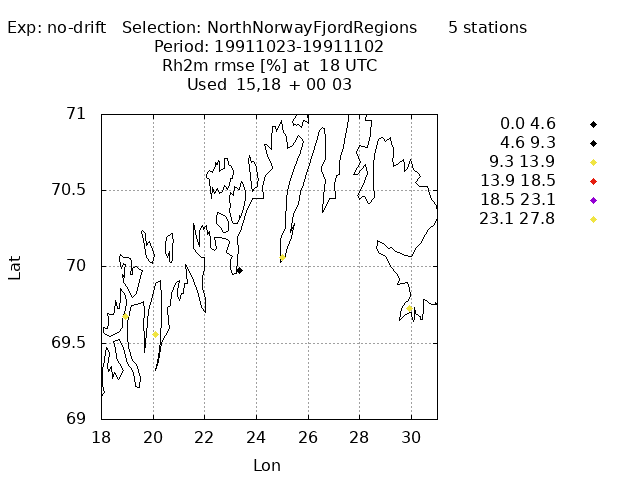 Exp: no-drift   Selection: NorthNorwayFjordRegions      5 stations
Period: 19911023-19911102
Rh2m rmse [%] at  18 UTC
Used  15,18 + 00 03
0.0 4.6
4.6 9.3
9.3 13.9
13.9 18.5
18.5 23.1
23.1 27.8
71
70.5
70
69.5
69
Lat
18 20 22 24 26 28 30
Lon